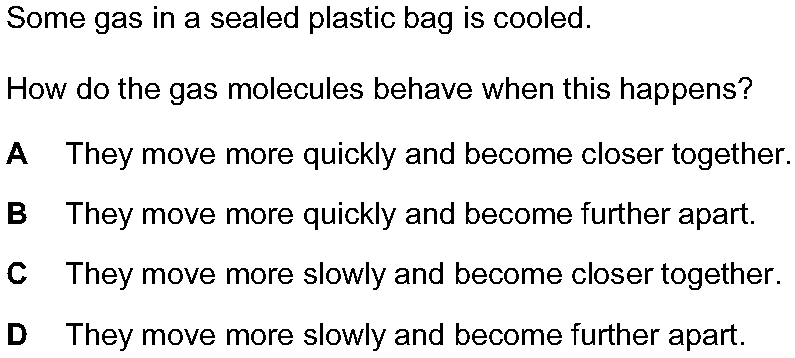 Some gas in a sealed plastic bag is cooled.
How do the gas molecules behave when this happens?
A They move more quickly and become closer together.
B They move more quickly and become further apart.
C They move more slowly and become closer together.
D They move more slowly and become further apart.